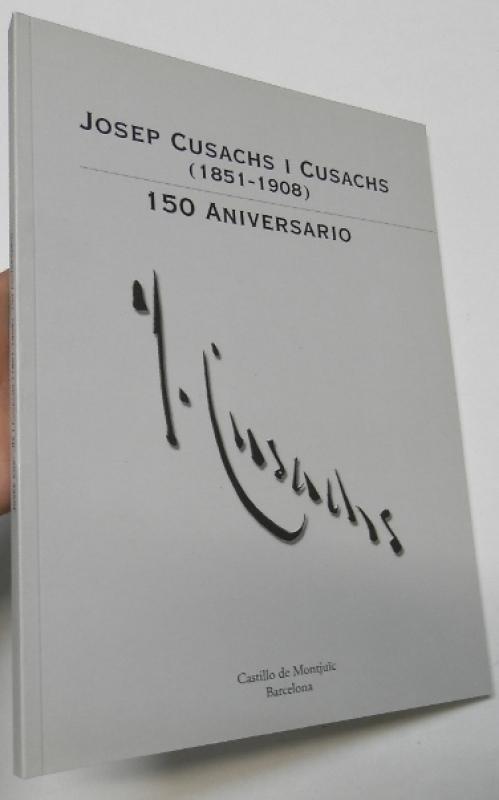 JOSEP CUSACHS I CUSACHS
(1851-1908)
150 ANIVERSARIO
J. Cusachs
Castillo de Montjuïc
Barcelona